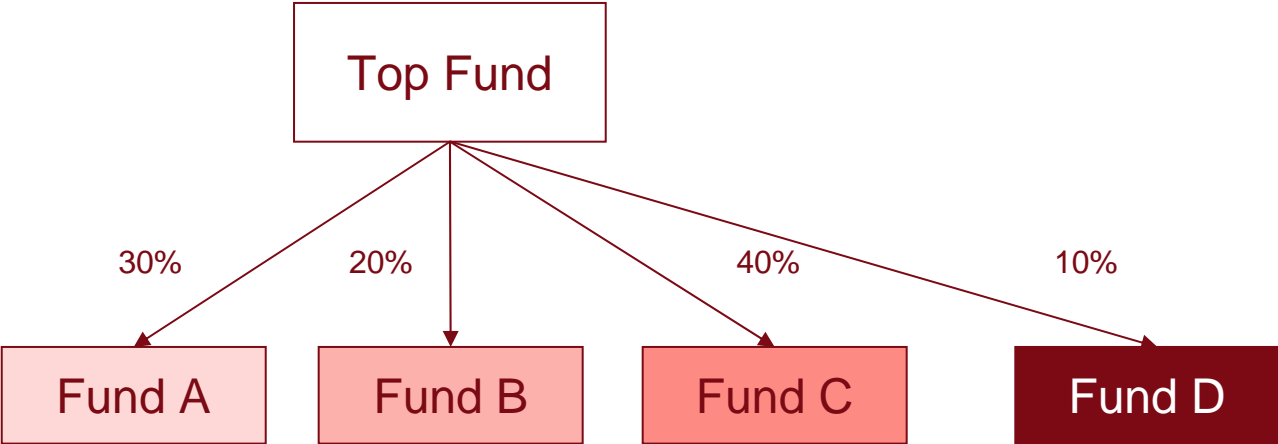 Top Fund
30%
20%
40%
10%
Fund A
Fund B
Fund C
Fund D